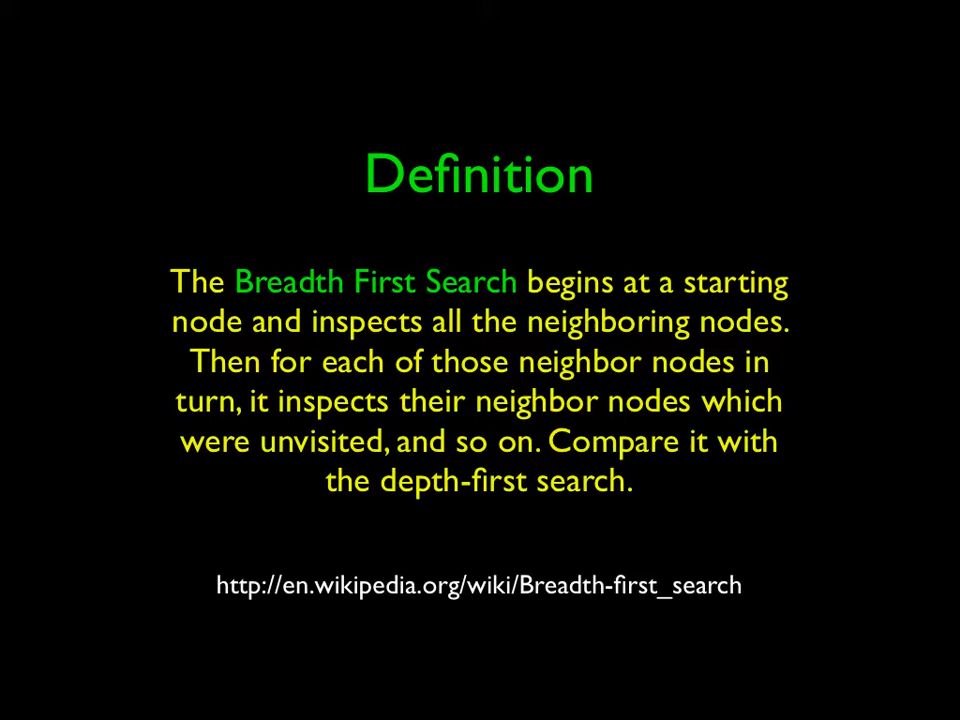 Definition
The Breadth First Search begins at a starting
node and inspects all the neighboring nodes.
Then for each of those neighbor nodes in
turn, it inspects their neighbor nodes which
were unvisited, and so on. Compare it with
the depth-first search.
http://en.wikipedia.org/wiki/Breadth-first_search